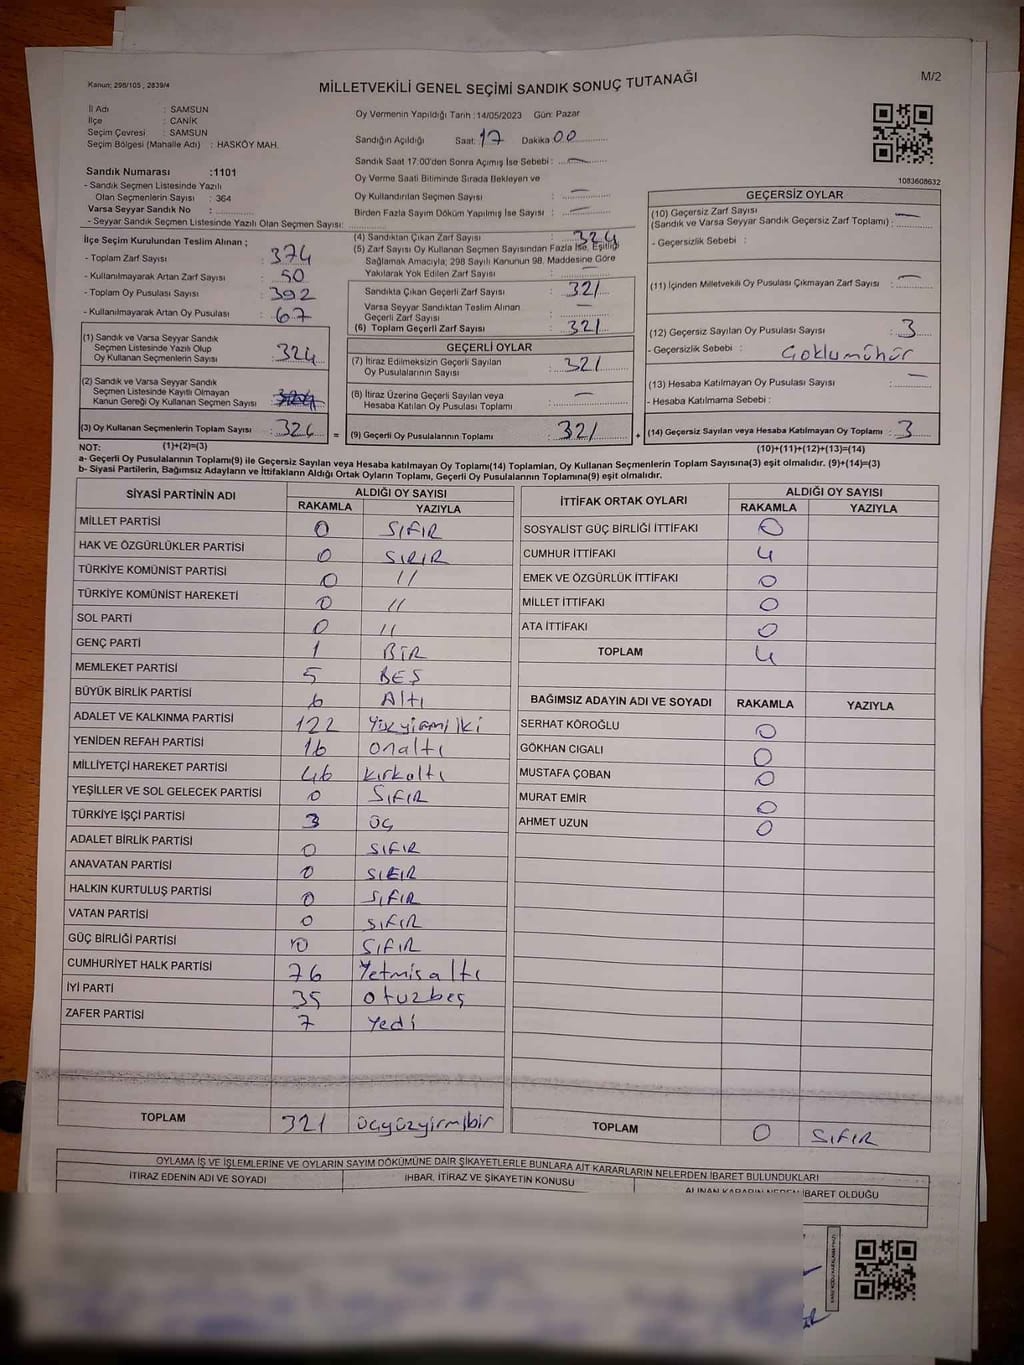 Kanun: 298/105 , 2839/4
MİLLETVEKİLİ GENEL SEÇİMİ SANDIK SONUÇ TUTANAĞI
M/2
İl Adı : SAMSUN
İlçe : CANİK
Seçim Çevresi : SAMSUN
Seçim Bölgesi (Mahalle Adı) : HASKÖY MAH.
Sandık Numarası :1101
- Sandık Seçmen Listesinde Yazılı
Olan Seçmenlerin Sayısı : 364
Varsa Seyyar Sandık No :
- Seyyar Sandık Seçmen Listesinde Yazılı Olan Seçmen Sayısı:
Oy Vermenin Yapıldığı Tarih :14/05/2023 Gün: Pazar
Sandığın Açıldığı Saat: 17 Dakika 00
Sandık Saat 17:00'den Sonra Açımış İse Sebebi : —
Oy Verme Saati Bitiminde Sırada Bekleyen ve
Oy Kullandırılan Seçmen Sayısı : —
Birden Fazla Sayım Döküm Yapılmış İse Sayısı : —
1083608632
İlçe Seçim Kurulundan Teslim Alınan ;
- Toplam Zarf Sayısı : 374
- Kullanılmayarak Artan Zarf Sayısı : 50
- Toplam Oy Pusulası Sayısı : 392
- Kullanılmayarak Artan Oy Pusulası : 67
(1) Sandık ve Varsa Seyyar Sandık
Seçmen Listesinde Yazılı Olup
Oy Kullanan Seçmenlerin Sayısı : 324
(2) Sandık ve Varsa Seyyar Sandık
Seçmen Listesinde Kayıtlı Olmayan
Kanun Gereği Oy Kullanan Seçmen Sayısı :
(3) Oy Kullanan Seçmenlerin Toplam Sayısı : 324
(4) Sandıktan Çıkan Zarf Sayısı : 324
(5) Zarf Sayısı Oy Kullanan Seçmen Sayısından Fazla İse, Eşitliği
Sağlamak Amacıyla; 298 Sayılı Kanunun 98. Maddesine Göre
Yakılarak Yok Edilen Zarf Sayısı : —
Sandıkta Çıkan Geçerli Zarf Sayısı : 321
Varsa Seyyar Sandıktan Teslim Alınan
Geçerli Zarf Sayısı : —
(6) Toplam Geçerli Zarf Sayısı : 321
GEÇERLİ OYLAR
(7) İtiraz Edilmeksizin Geçerli Sayılan
Oy Pusulalarının Sayısı : 321
(8) İtiraz Üzerine Geçerli Sayılan veya
Hesaba Katılan Oy Pusulası Toplamı : —
= (9) Geçerli Oy Pusulalarının Toplamı : 321 +
GEÇERSİZ OYLAR
(10) Geçersiz Zarf Sayısı
(Sandık ve Varsa Seyyar Sandık Geçersiz Zarf Toplamı) : —
- Geçersizlik Sebebi :
(11) İçinden Milletvekili Oy Pusulası Çıkmayan Zarf Sayısı : —
(12) Geçersiz Sayılan Oy Pusulası Sayısı : 3
- Geçersizlik Sebebi : Çoklumühür
(13) Hesaba Katılmayan Oy Pusulası Sayısı : —
- Hesaba Katılmama Sebebi :
(14) Geçersiz Sayılan veya Hesaba Katılmayan Oy Toplamı : 3
NOT: (1)+(2)=(3) (10)+(11)+(12)+(13)=(14)
a- Geçerli Oy Pusulalarının Toplamı(9) ile Geçersiz Sayılan veya Hesaba katılmayan Oy Toplamı(14) Toplamları, Oy Kullanan Seçmenlerin Toplam Sayısına(3) eşit olmalıdır. (9)+(14)=(3)
b- Siyasi Partilerin, Bağımsız Adayların ve İttifakların Aldığı Ortak Oyların Toplamı, Geçerli Oy Pusulalarının Toplamına(9) eşit olmalıdır.
SİYASİ PARTİNİN ADI ALDIĞI OY SAYISI
RAKAMLA YAZIYLA
MİLLET PARTİSİ 0 SIFIR
HAK VE ÖZGÜRLÜKLER PARTİSİ 0 SIFIR
TÜRKİYE KOMÜNİST PARTİSİ 0 //
TÜRKİYE KOMÜNİST HAREKETİ 0 //
SOL PARTİ 0 //
GENÇ PARTİ 1 BİR
MEMLEKET PARTİSİ 5 BEŞ
BÜYÜK BİRLİK PARTİSİ 6 Altı
ADALET VE KALKINMA PARTİSİ 122 Yüzyirmiiki
YENİDEN REFAH PARTİSİ 16 onaltı
MİLLİYETÇİ HAREKET PARTİSİ 46 kırkaltı
YEŞİLLER VE SOL GELECEK PARTİSİ 0 SIFIR
TÜRKİYE İŞÇİ PARTİSİ 3 üç
ADALET BİRLİK PARTİSİ 0 SIFIR
ANAVATAN PARTİSİ 0 SIFIR
HALKIN KURTULUŞ PARTİSİ 0 SIFIR
VATAN PARTİSİ 0 SIFIR
GÜÇ BİRLİĞİ PARTİSİ 0 SIFIR
CUMHURİYET HALK PARTİSİ 76 Yetmişaltı
İYİ PARTİ 35 otuzbeş
ZAFER PARTİSİ 7 Yedi
TOPLAM 321 üçyüzyirmibir
İTTİFAK ORTAK OYLARI ALDIĞI OY SAYISI
RAKAMLA YAZIYLA
SOSYALİST GÜÇ BİRLİĞİ İTTİFAKI 0
CUMHUR İTTİFAKI 4
EMEK VE ÖZGÜRLÜK İTTİFAKI 0
MİLLET İTTİFAKI 0
ATA İTTİFAKI 0
TOPLAM 4
BAĞIMSIZ ADAYIN ADI VE SOYADI RAKAMLA YAZIYLA
SERHAT KÖROĞLU 0
GÖKHAN CIGALI 0
MUSTAFA ÇOBAN 0
MURAT EMİR 0
AHMET UZUN 0
TOPLAM 0 SIFIR
OYLAMA İŞ VE İŞLEMLERİNE VE OYLARIN SAYIM DÖKÜMÜNE DAİR ŞİKAYETLERLE BUNLARA AİT KARARLARIN NELERDEN İBARET BULUNDUKLARI
İTİRAZ EDENİN ADI VE SOYADI İHBAR, İTİRAZ VE ŞİKAYETİN KONUSU ALINAN KARARIN NEDEN İBARET OLDUĞU